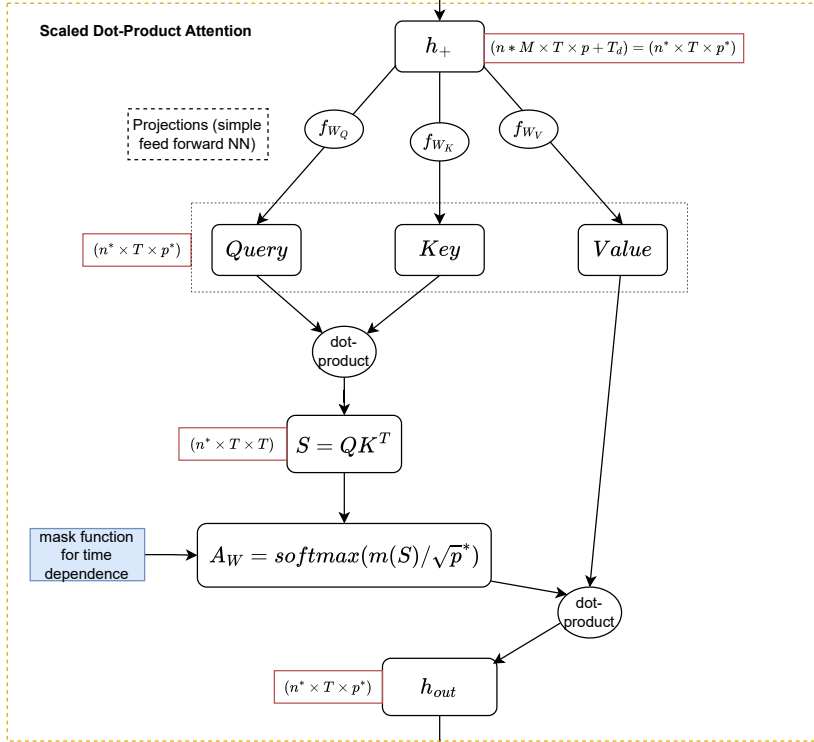 Scaled Dot-Product Attention
h₊
(n ∗ M × T × p + T_d) = (n* × T × p*)
Projections (simple
feed forward NN)
f_{W_Q}
f_{W_K}
f_{W_V}
(n* × T × p*)
Query
Key
Value
dot-
product
(n* × T × T)
S = QK^T
mask function
for time
dependence
A_W = softmax(m(S)/√p*)
dot-
product
(n* × T × p*)
h_{out}